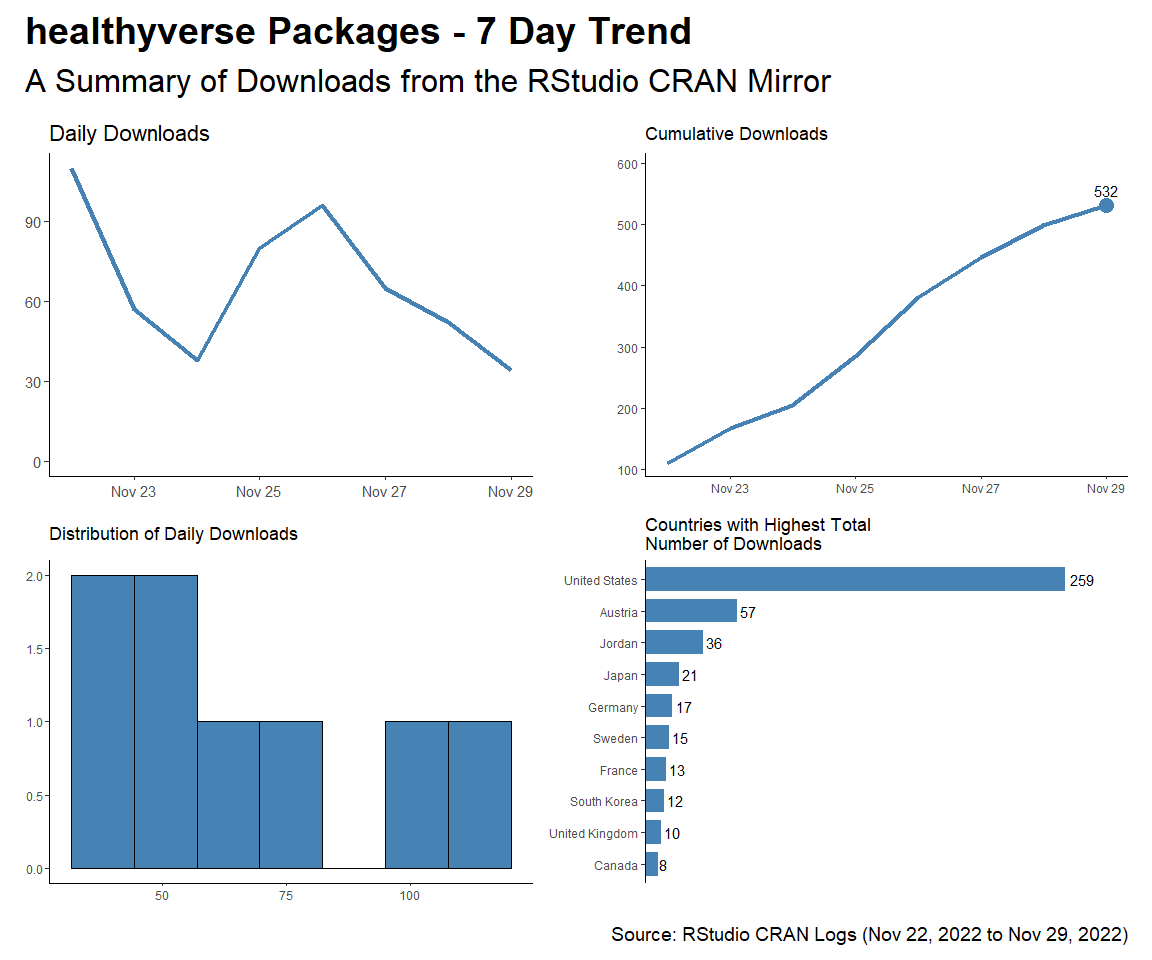 healthyverse Packages - 7 Day Trend
A Summary of Downloads from the RStudio CRAN Mirror
Daily Downloads
90
60
30
0
Nov 23 Nov 25 Nov 27 Nov 29
Cumulative Downloads
600
500
400
300
200
100
532
Nov 23 Nov 25 Nov 27 Nov 29
Distribution of Daily Downloads
2.0
1.5
1.0
0.5
0.0
50 75 100
Countries with Highest Total
Number of Downloads
United States 259
Austria 57
Jordan 36
Japan 21
Germany 17
Sweden 15
France 13
South Korea 12
United Kingdom 10
Canada 8
Source: RStudio CRAN Logs (Nov 22, 2022 to Nov 29, 2022)